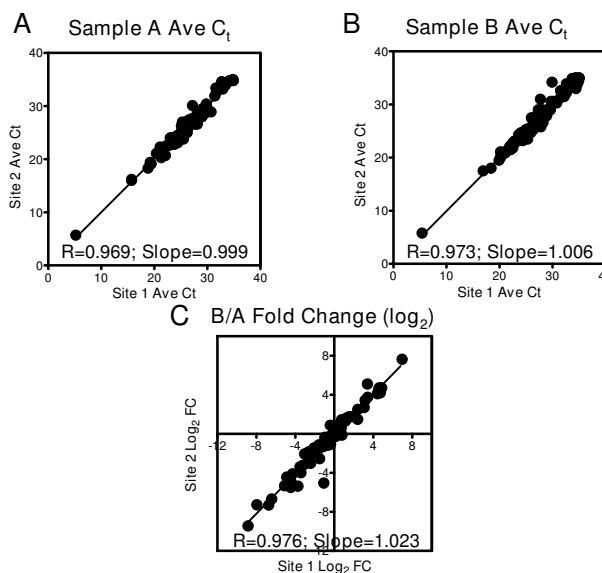 A
Sample A Ave Ct
40
30
20
10
0
0
10
20
30
40
Site 2 Ave Ct
Site 1 Ave Ct
R=0.969; Slope=0.999
B
Sample B Ave Ct
40
30
20
10
0
0
10
20
30
40
Site 2 Ave Ct
Site 1 Ave Ct
R=0.973; Slope=1.006
C
B/A Fold Change (log2)
8
4
-12
-8
-4
4
-4
-8
Site 2 Log2 FC
R=0.976; Slope=1.023
Site 1 Log2 FC